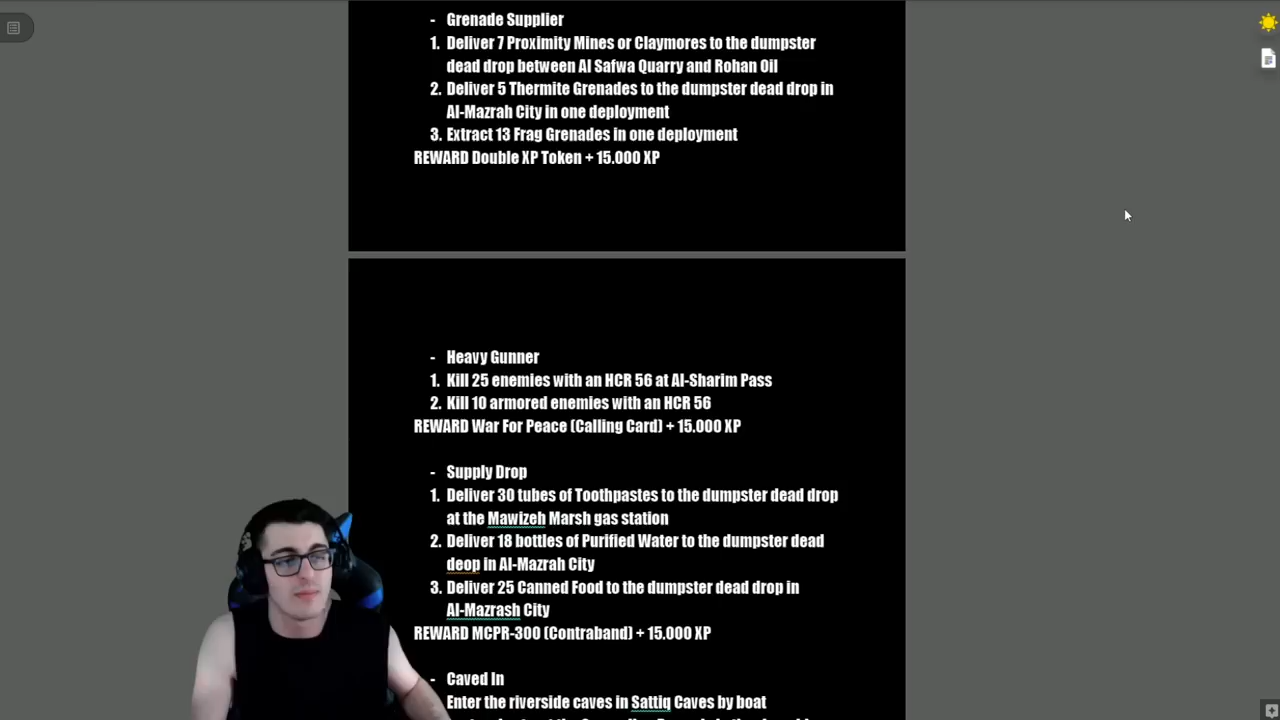 - Grenade Supplier
1. Deliver 7 Proximity Mines or Claymores to the dumpster
dead drop between Al Safwa Quarry and Rohan Oil
2. Deliver 5 Thermite Grenades to the dumpster dead drop in
Al-Mazrah City in one deployment
3. Extract 13 Frag Grenades in one deployment
REWARD Double XP Token + 15.000 XP
- Heavy Gunner
1. Kill 25 enemies with an HCR 56 at Al-Sharim Pass
2. Kill 10 armored enemies with an HCR 56
REWARD War For Peace (Calling Card) + 15.000 XP
- Supply Drop
1. Deliver 30 tubes of Toothpastes to the dumpster dead drop
at the Mawizeh Marsh gas station
2. Deliver 18 bottles of Purified Water to the dumpster dead
deop in Al-Mazrah City
3. Deliver 25 Canned Food to the dumpster dead drop in
Al-Mazrash City
REWARD MCPR-300 (Contraband) + 15.000 XP
- Caved In
Enter the riverside caves in Sattiq Caves by boat